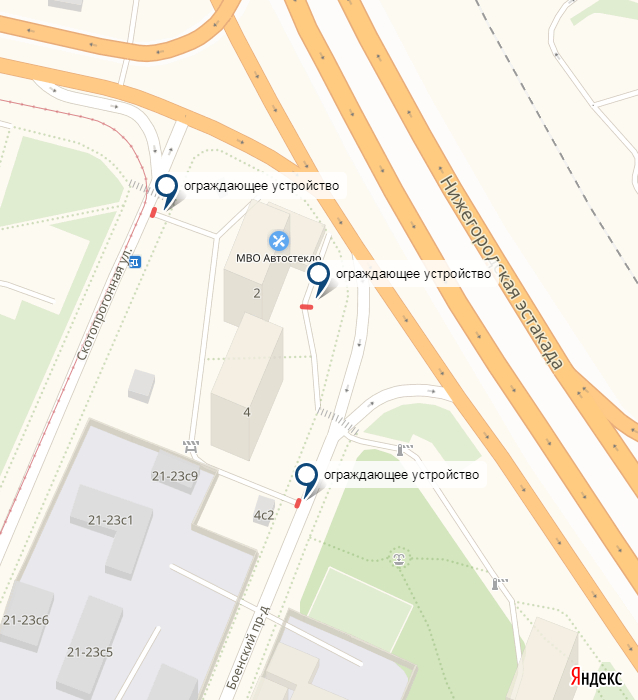 ограждающее устройство
Нижегородская эстакада
МВО Автостекло
ограждающее устройство
2
Скотопрогонная ул.
4
ограждающее устройство
21-23с9
4с2
21-23с1
21-23с6
21-23с5
Боенский пр-д
Яндекс